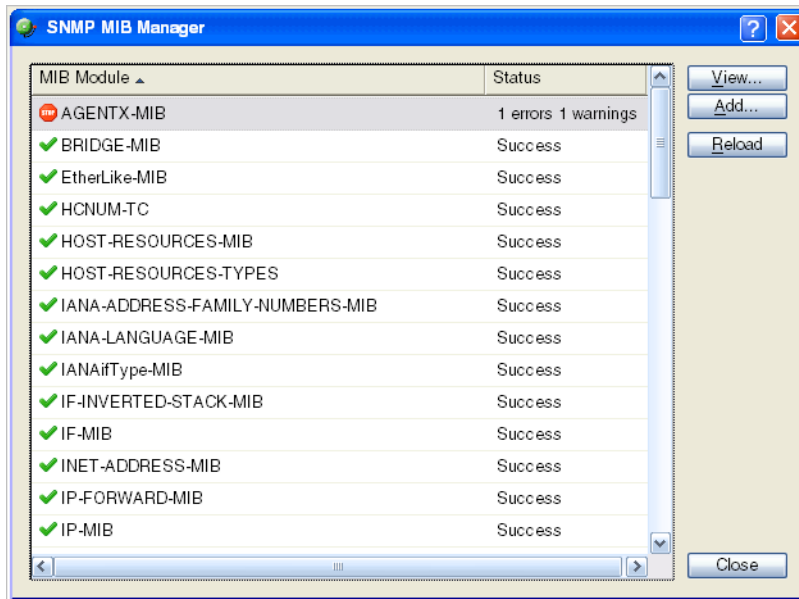 SNMP MIB Manager
?
MIB Module Status
View...
STOP AGENTX-MIB 1 errors 1 warnings
Add...
BRIDGE-MIB Success
Reload
EtherLike-MIB Success
HCNUM-TC Success
HOST-RESOURCES-MIB Success
HOST-RESOURCES-TYPES Success
IANA-ADDRESS-FAMILY-NUMBERS-MIB Success
IANA-LANGUAGE-MIB Success
IANAifType-MIB Success
IF-INVERTED-STACK-MIB Success
IF-MIB Success
INET-ADDRESS-MIB Success
IP-FORWARD-MIB Success
IP-MIB Success
Close